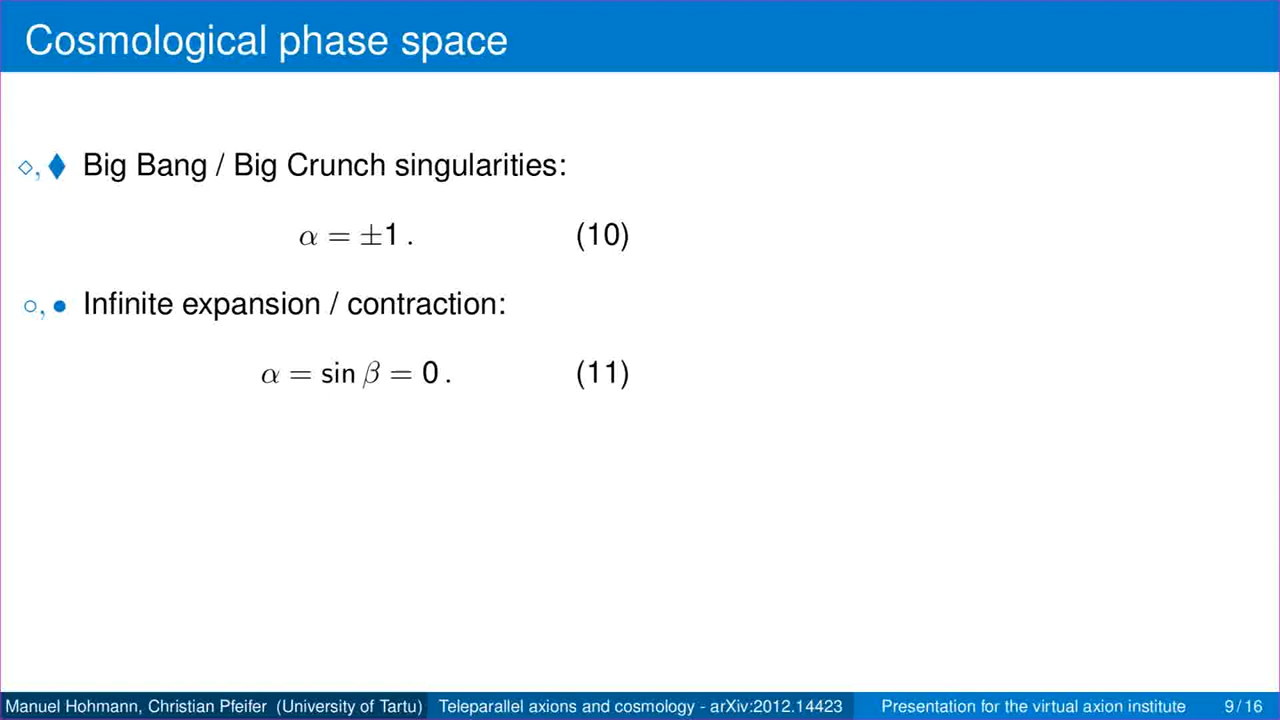 Cosmological phase space
◇, ♦ Big Bang / Big Crunch singularities:
α = ±1 . (10)
○, ● Infinite expansion / contraction:
α = sin β = 0 . (11)
Manuel Hohmann, Christian Pfeifer (University of Tartu) Teleparallel axions and cosmology - arXiv:2012.14423 Presentation for the virtual axion institute 9 / 16